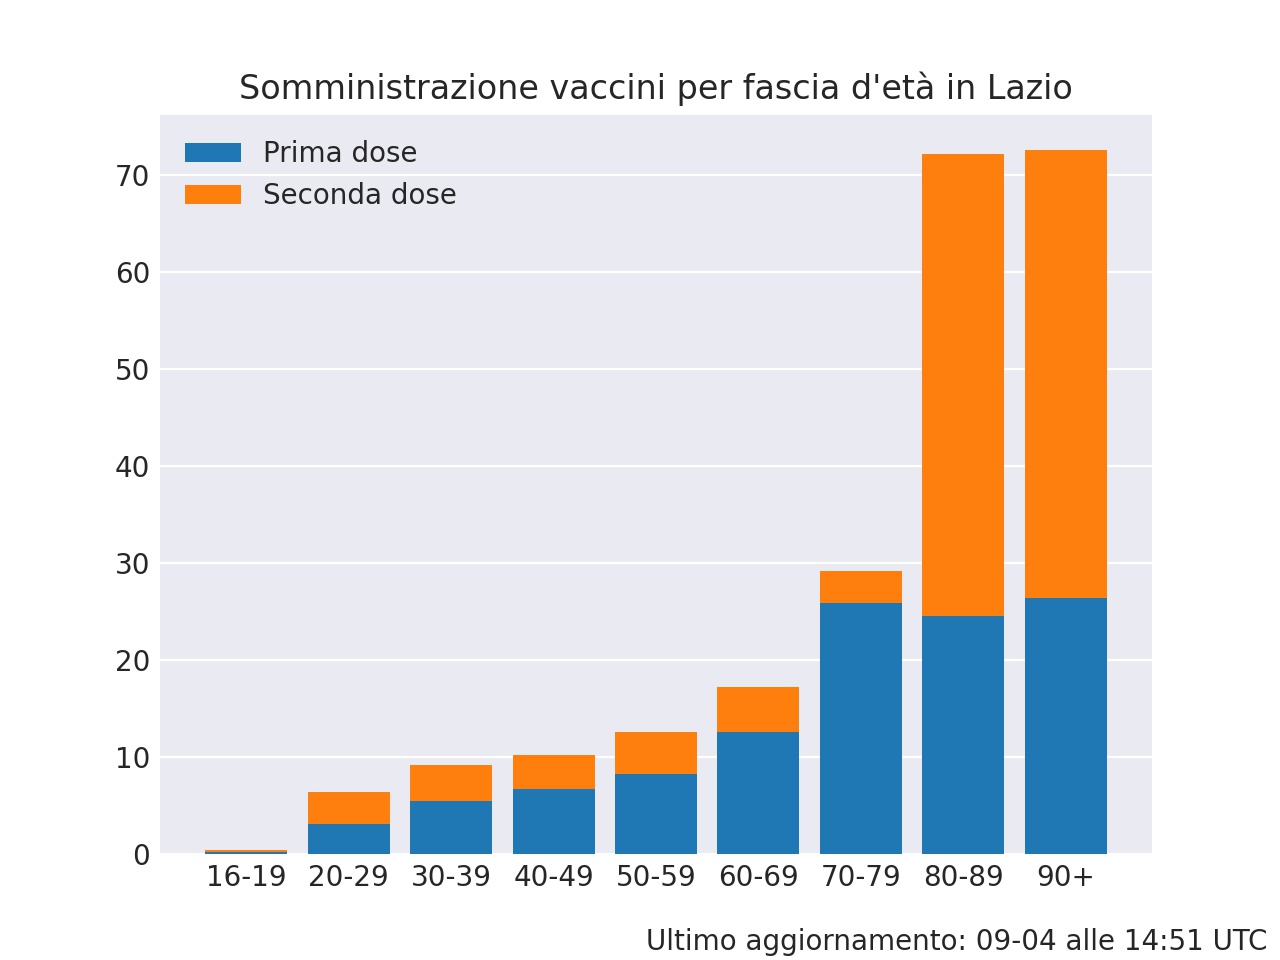 Somministrazione vaccini per fascia d'età in Lazio
Prima dose
Seconda dose
70
60
50
40
30
20
10
0
16-19 20-29 30-39 40-49 50-59 60-69 70-79 80-89 90+
Ultimo aggiornamento: 09-04 alle 14:51 UTC